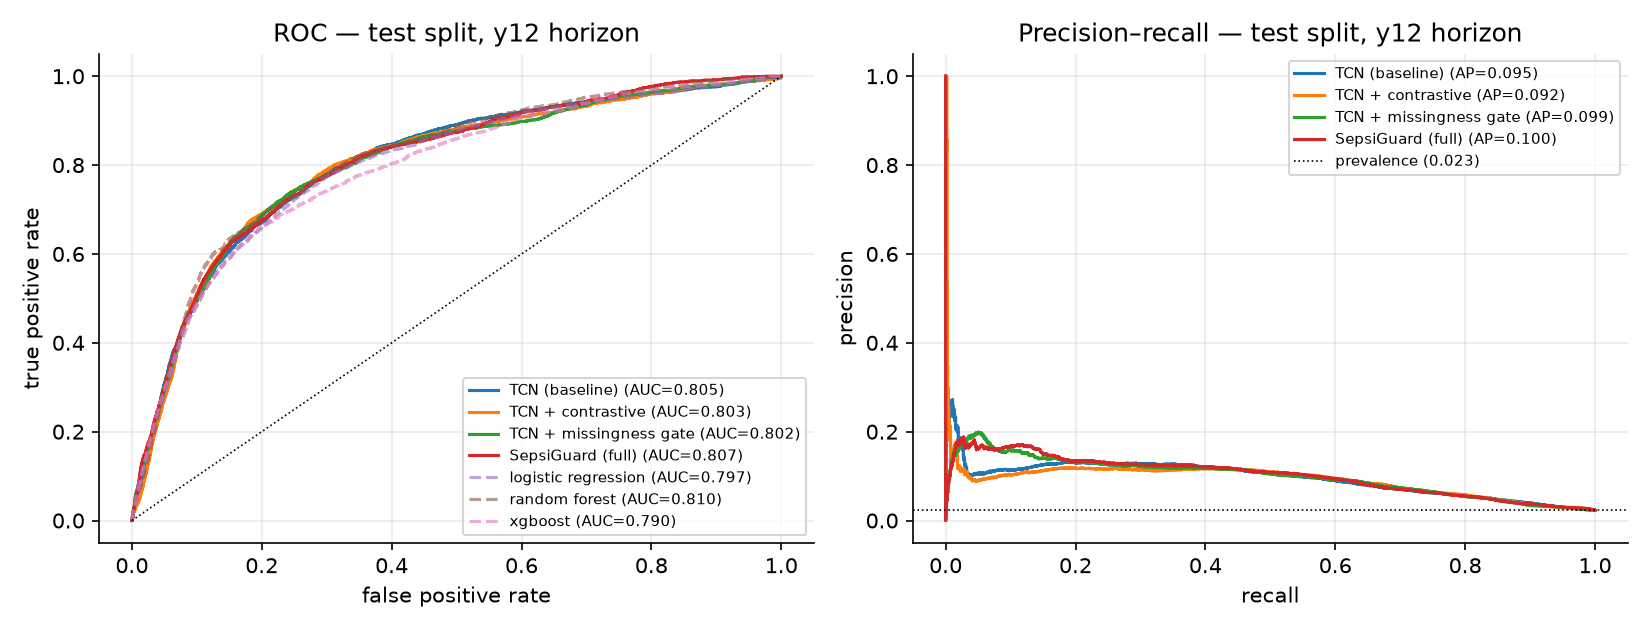 ROC — test split, y12 horizon
true positive rate
1.0
0.8
0.6
0.4
0.2
0.0
TCN (baseline) (AUC=0.805)
TCN + contrastive (AUC=0.803)
TCN + missingness gate (AUC=0.802)
SepsiGuard (full) (AUC=0.807)
logistic regression (AUC=0.797)
random forest (AUC=0.810)
xgboost (AUC=0.790)
0.0 0.2 0.4 0.6 0.8 1.0
false positive rate
Precision–recall — test split, y12 horizon
precision
1.0
0.8
0.6
0.4
0.2
0.0
TCN (baseline) (AP=0.095)
TCN + contrastive (AP=0.092)
TCN + missingness gate (AP=0.099)
SepsiGuard (full) (AP=0.100)
prevalence (0.023)
0.0 0.2 0.4 0.6 0.8 1.0
recall